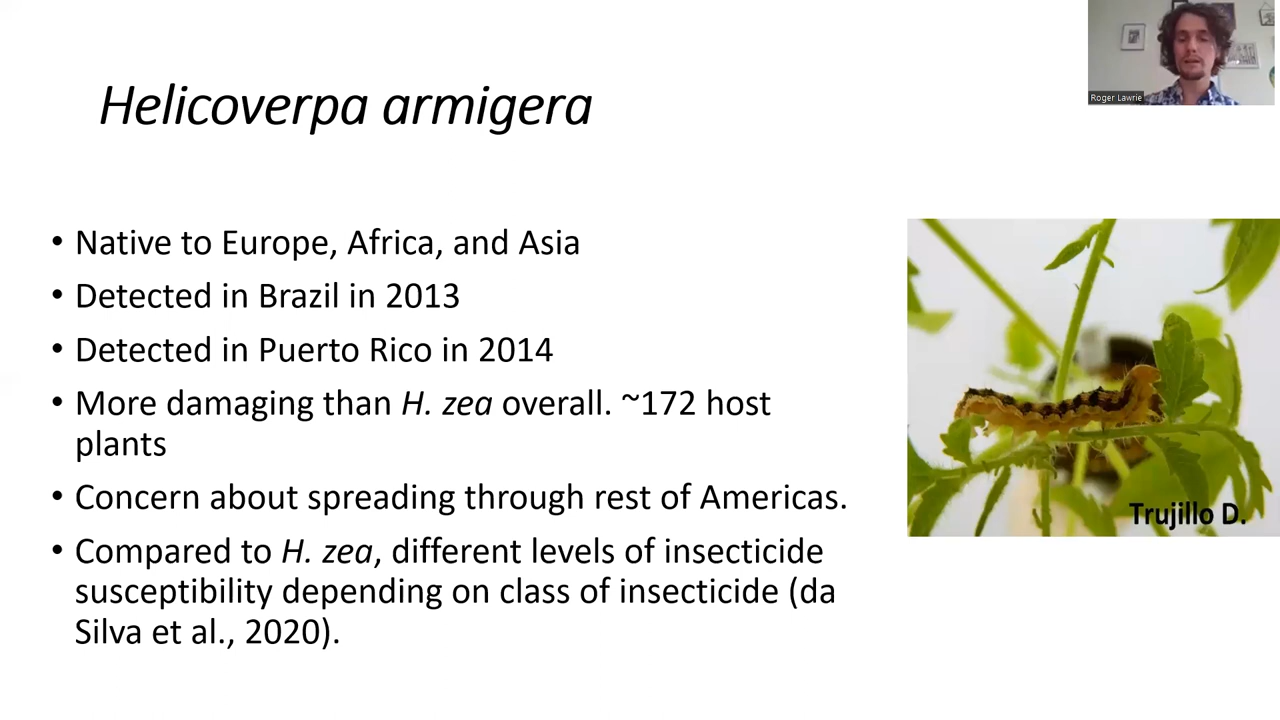 Roger Lawrie
Helicoverpa armigera
• Native to Europe, Africa, and Asia
• Detected in Brazil in 2013
• Detected in Puerto Rico in 2014
• More damaging than H. zea overall. ~172 host
plants
• Concern about spreading through rest of Americas.
• Compared to H. zea, different levels of insecticide
susceptibility depending on class of insecticide (da
Silva et al., 2020).
Trujillo D.